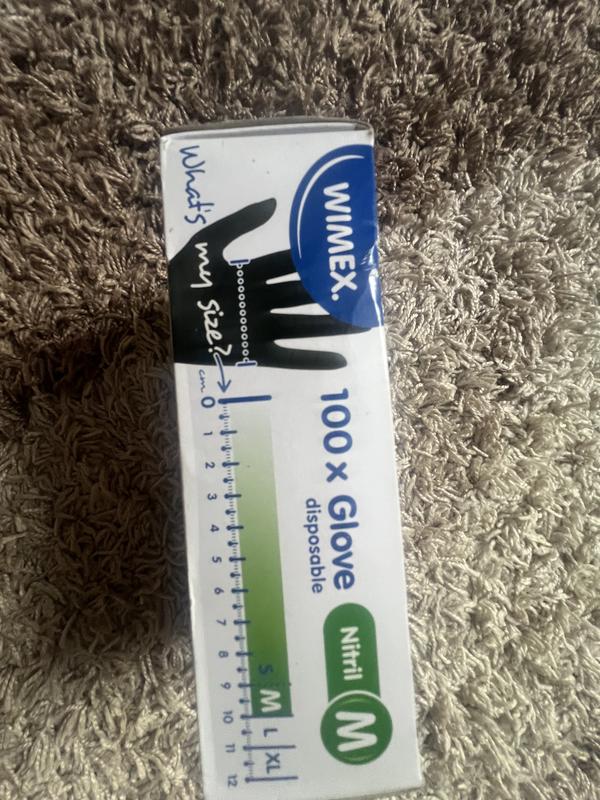 WIMEX.
100 x Glove
disposable
Nitril M
What's my size?
cm 0 1 2 3 4 5 6 7 8 9 10 11 12
S M L XL